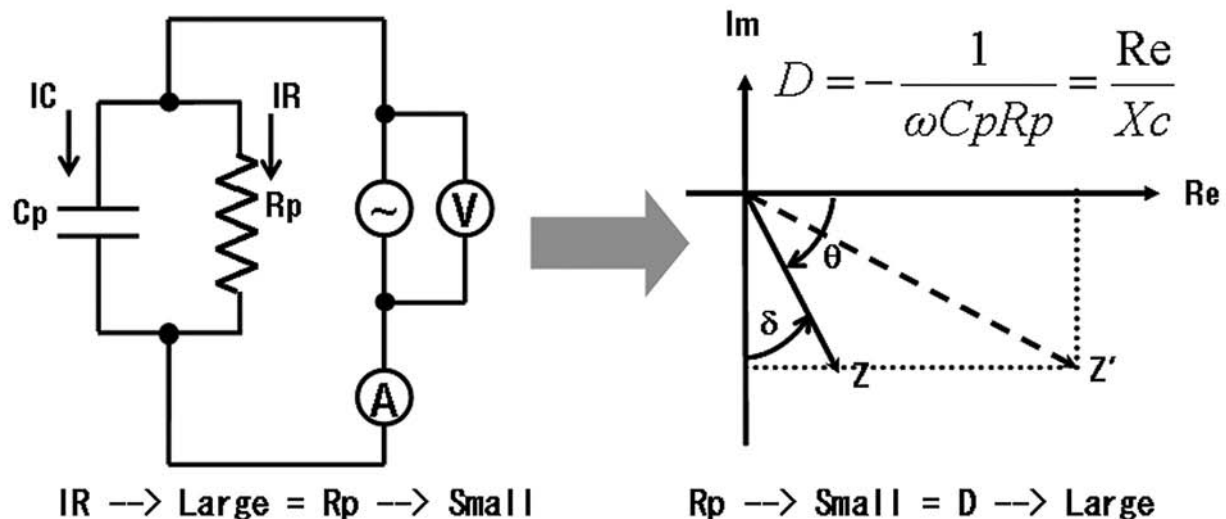 IC
IR
Cp
Rp
~
V
A
IR --> Large = Rp --> Small
Im
D = - 1 / ωCpRp = Re / Xc
Re
θ
δ
Z
Z'
Rp --> Small = D --> Large